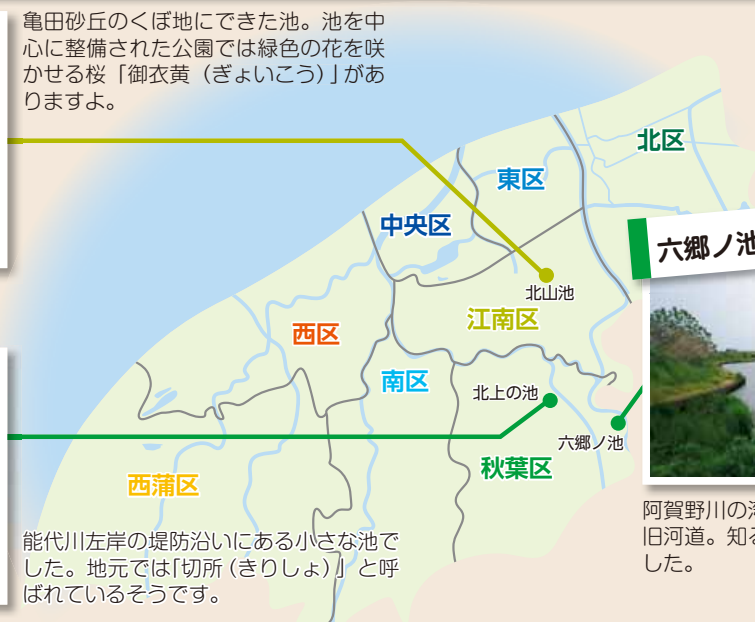 亀田砂丘のくぼ地にできた池。池を中
心に整備された公園では緑色の花を咲
かせる桜「御衣黄（ぎょいこう）」があ
りますよ。
北区
東区
中央区
六郷ノ池
北山池
江南区
西区
南区
北上の池
六郷ノ池
秋葉区
西蒲区
能代川左岸の堤防沿いにある小さな池で
した。地元では「切所（きりしょ）」と呼
ばれているそうです。
阿賀野川の
旧河道。知る
した。